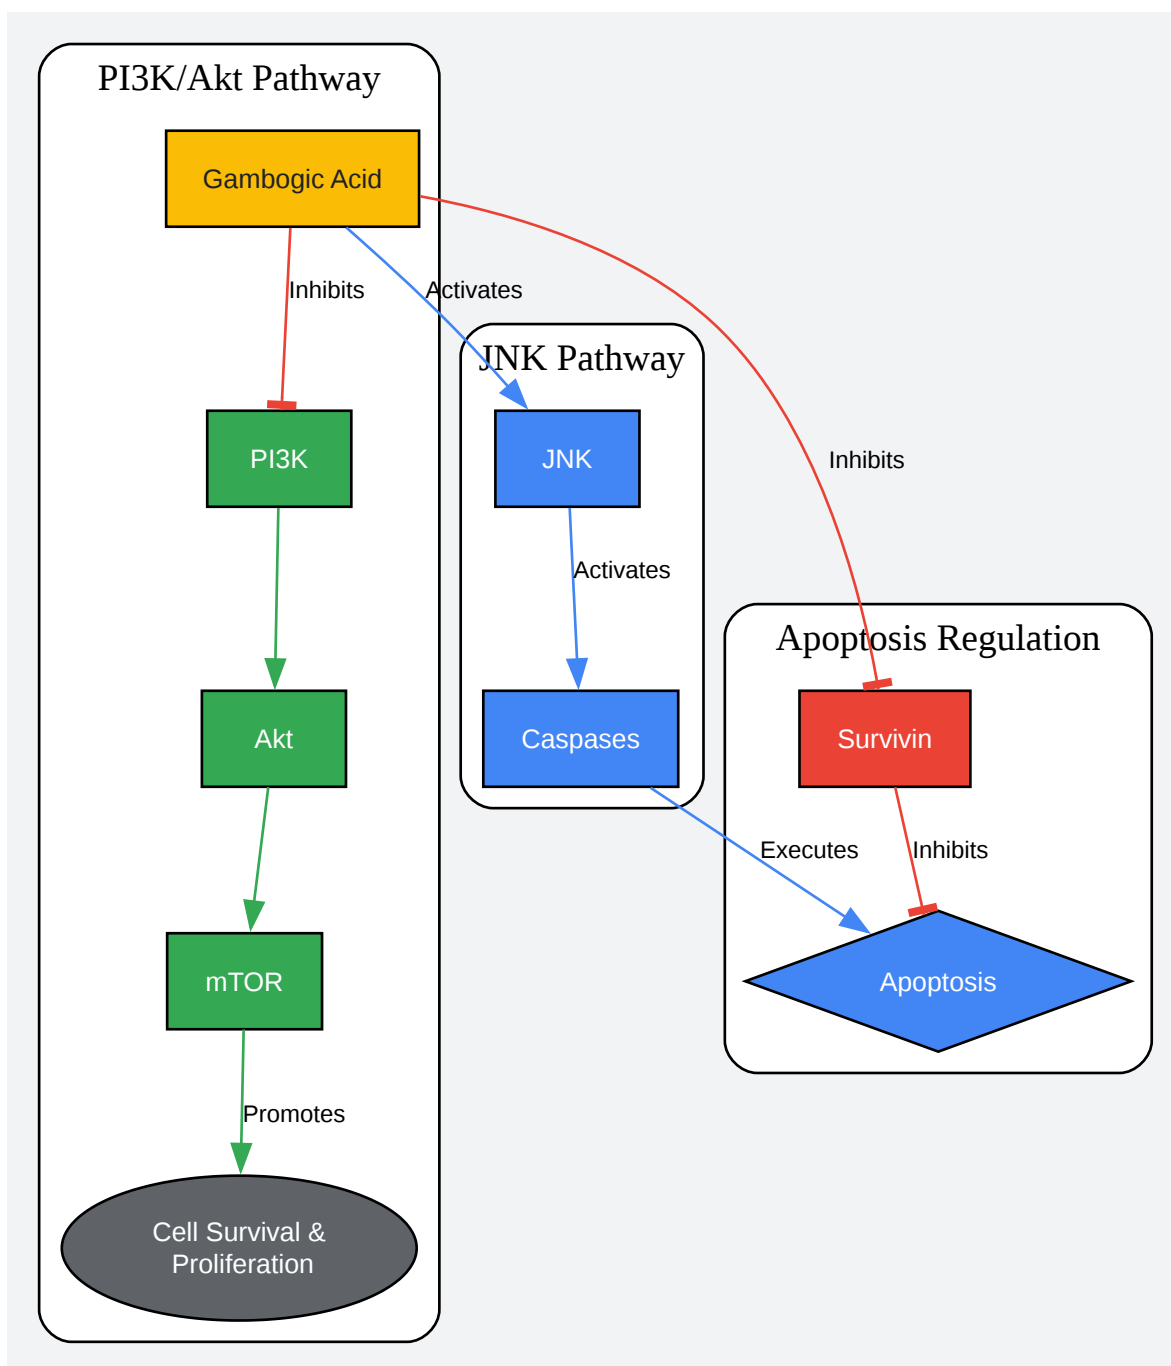 PI3K/Akt Pathway
Gambogic Acid
Inhibits
Activates
JNK Pathway
PI3K
JNK
Inhibits
Activates
Apoptosis Regulation
Akt
Caspases
Survivin
Executes
Inhibits
mTOR
Apoptosis
Promotes
Cell Survival &
Proliferation